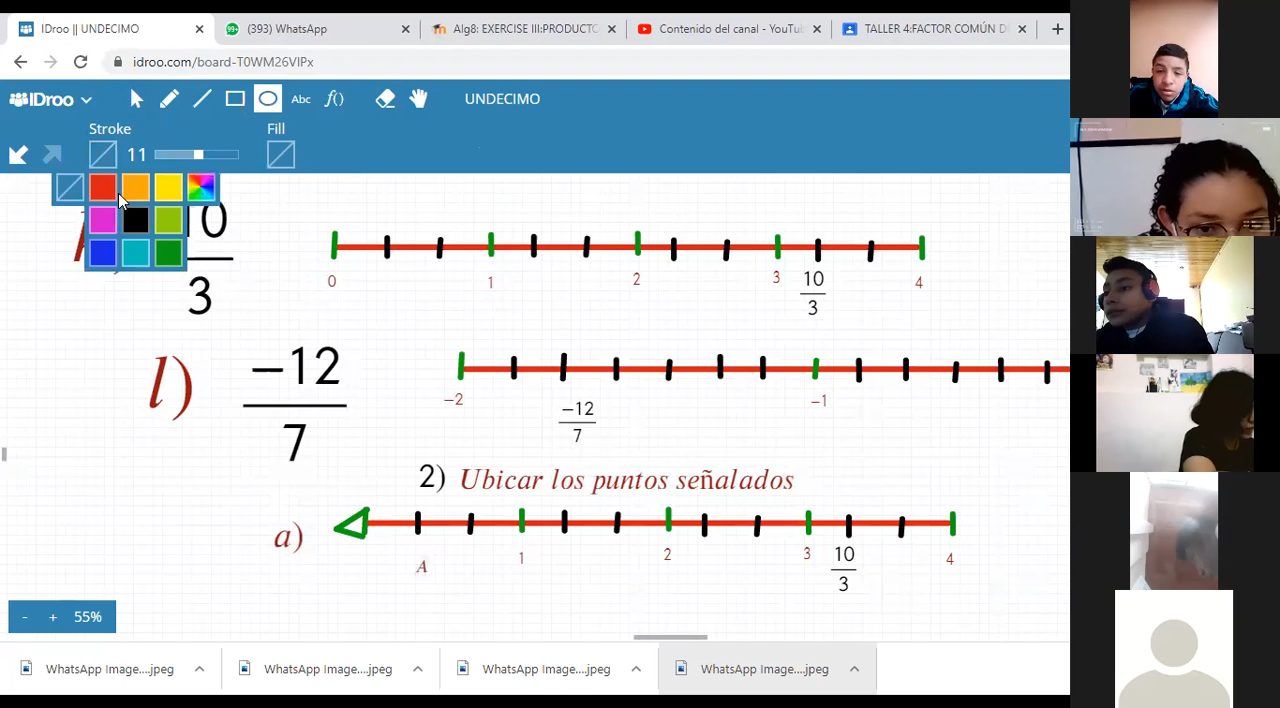 IDroo || UNDECIMO
99+
(393) WhatsApp
Alg8: EXERCISE III:PRODUCTO
Contenido del canal - YouTu
TALLER 4:FACTOR COMÚN D
idroo.com/board-T0WM26VlPx
IDroo
Abc
f()
UNDECIMO
Stroke
Fill
11
10
3
0
1
2
3
10
3
4
l)
−12
7
−2
−12
7
−1
2) Ubicar los puntos señalados
a)
A
1
2
3
10
3
4
- + 55%
WhatsApp Image....jpeg
WhatsApp Image....jpeg
WhatsApp Image....jpeg
WhatsApp Image....jpeg